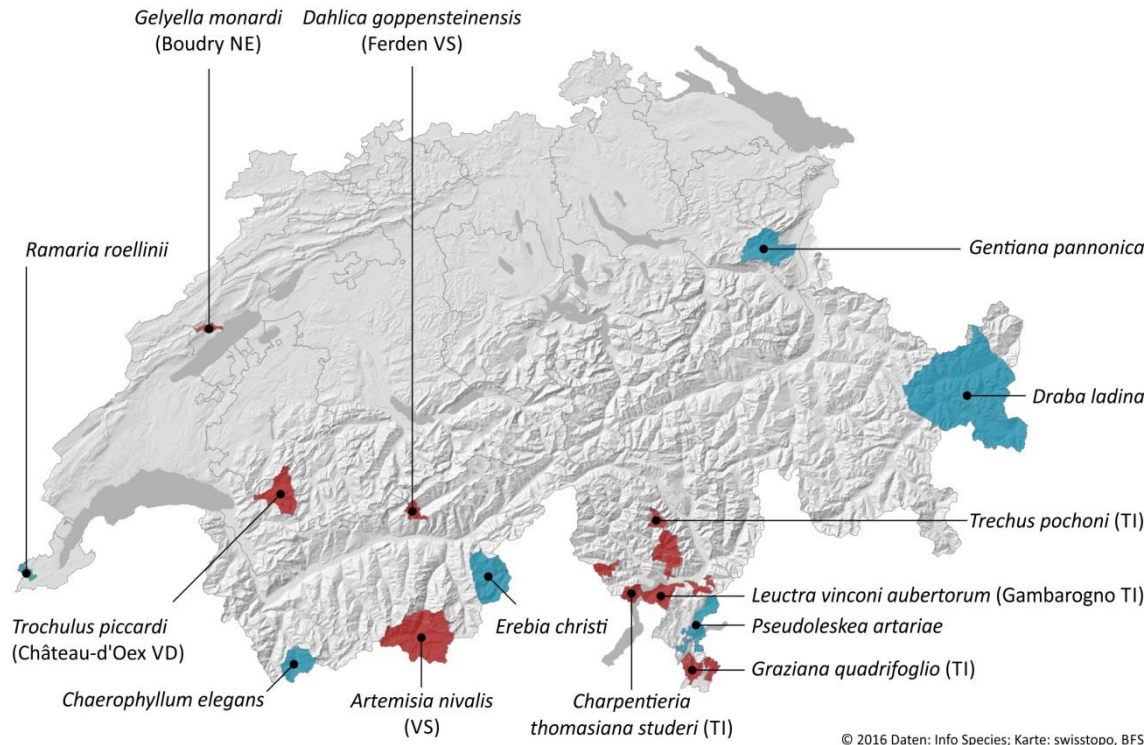 Gelyella monardi
(Boudry NE)
Dahlica goppensteinensis
(Ferden VS)
Ramaria roellinii
Gentiana pannonica
Draba ladina
Trechus pochoni (TI)
Leuctra vinconi aubertorum (Gambarogno TI)
Pseudoleskea artariae
Graziana quadrifoglio (TI)
Trochulus piccardi
(Château-d'Oex VD)
Erebia christi
Chaerophyllum elegans
Artemisia nivalis
(VS)
Charpentieria
thomasiana studeri (TI)
© 2016 Daten: Info Species; Karte: swisstopo, BFS